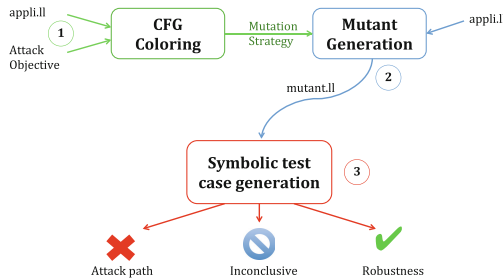 appli.ll
1
Attack
Objective
CFG
Coloring
Mutation
Strategy
Mutant
Generation
appli.l
2
mutant.ll
Symbolic test
case generation
3
Attack path
Inconclusive
Robustness